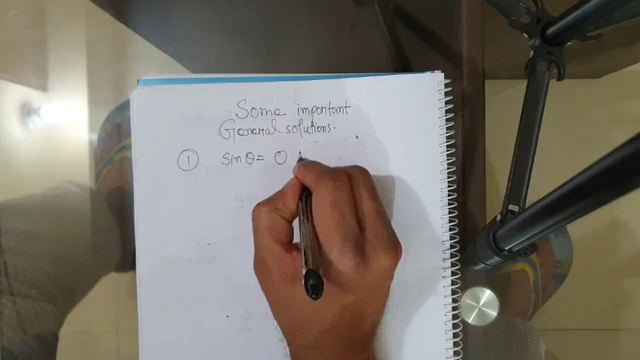 Some important
General solutions.
① Sin θ = 0